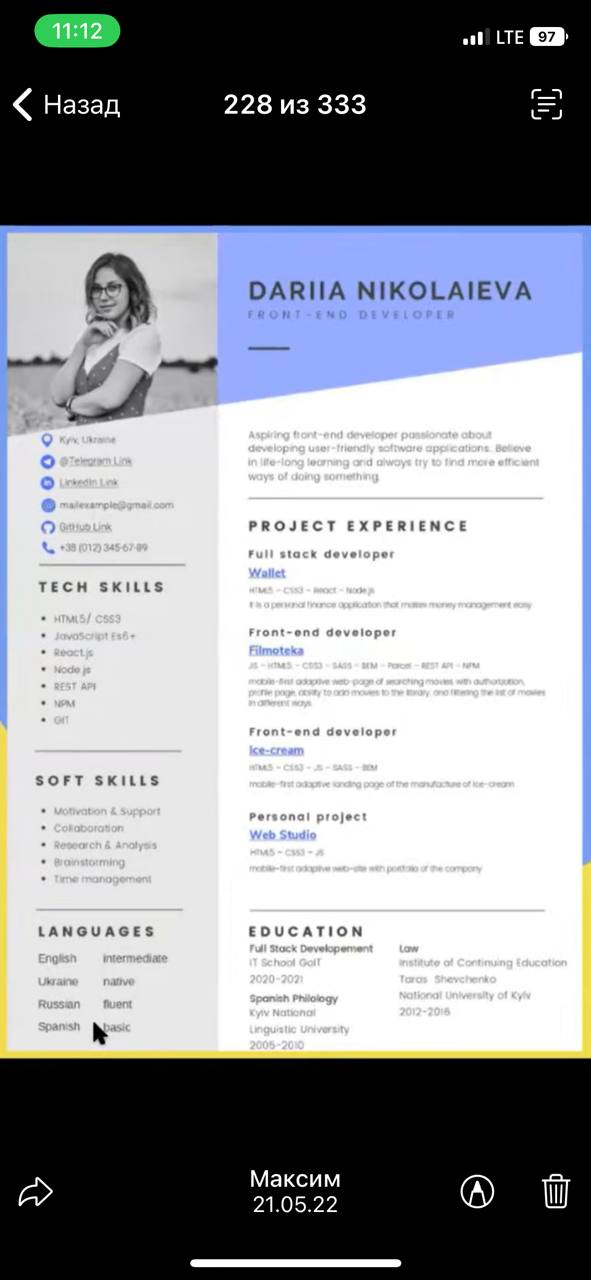 11:12
LTE 97
Назад
228 из 333
DARIIA NIKOLAIEVA
FRONT-END DEVELOPER
Kyiv, Ukraine
@Telegram Link
LinkedIn Link
mailexample@gmail.com
GitHub Link
+38 (012) 345-67-89
TECH SKILLS
• HTML5/ CSS3
• JavaScript Es6+
• React.js
• Node.js
• REST API
• NPM
• GIT
SOFT SKILLS
• Motivation & Support
• Collaboration
• Research & Analysis
• Brainstorming
• Time management
LANGUAGES
English intermediate
Ukraine native
Russian fluent
Spanish basic
Aspiring front-end developer passionate about
developing user-friendly software applications. Believe
in life-long learning and always try to find more efficient
ways of doing something.
PROJECT EXPERIENCE
Full stack developer
Wallet
HTML5 - CSS3 - React - Node.js
It is a personal finance application that makes money management easy
Front-end developer
Filmoteka
JS - HTML5 - CSS3 - SASS - BEM - Parcel - REST API - NPM
mobile-first adaptive web-page of searching movies with authorization,
profile page, ability to add movies to the library, and filtering the list of movies
in different ways
Front-end developer
Ice-cream
HTML5 - CSS3 - JS - SASS - BEM
mobile-first adaptive landing page of the manufacture of ice-cream
Personal project
Web Studio
HTML5 - CSS3 - JS
mobile-first adaptive web-site with portfolio of the company
EDUCATION
Full Stack Developement
IT School GoIT
2020-2021
Spanish Philology
Kyiv National
Linguistic University
2005-2010
Law
Institute of Continuing Education
Taras Shevchenko
National University of Kyiv
2012-2016
Максим
21.05.22